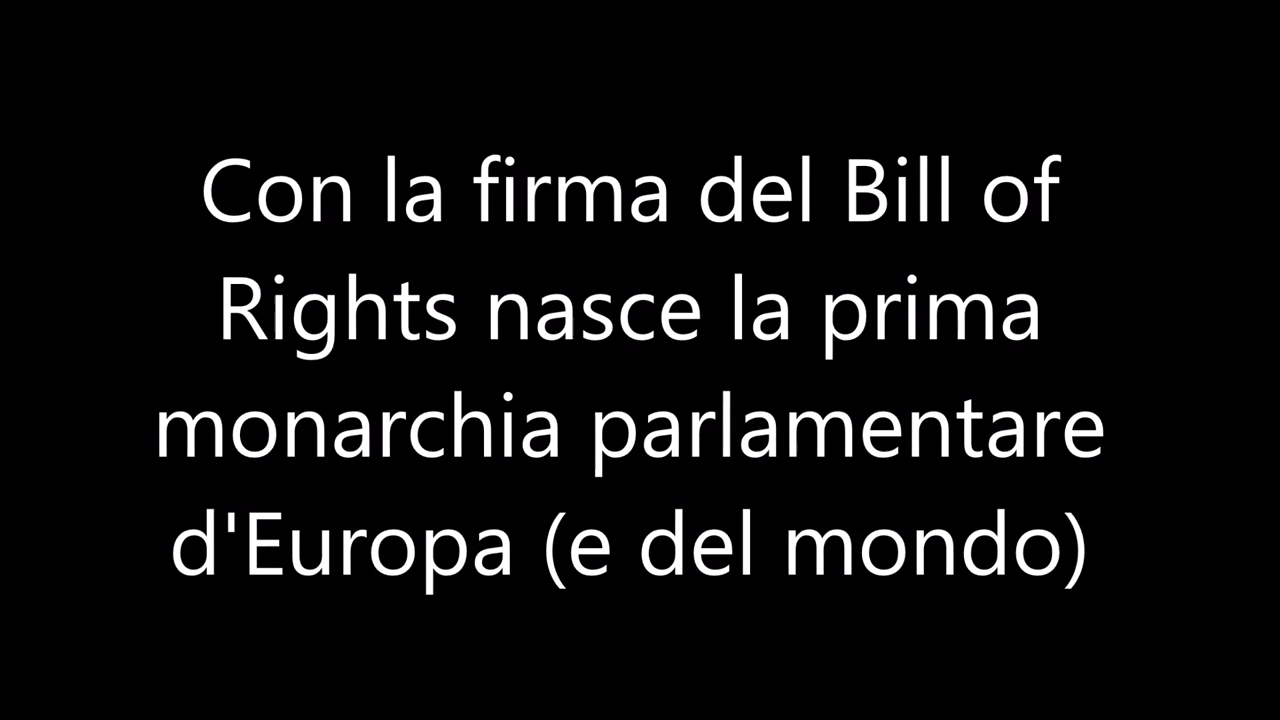 Con la firma del Bill of
Rights nasce la prima
monarchia parlamentare
d'Europa (e del mondo)